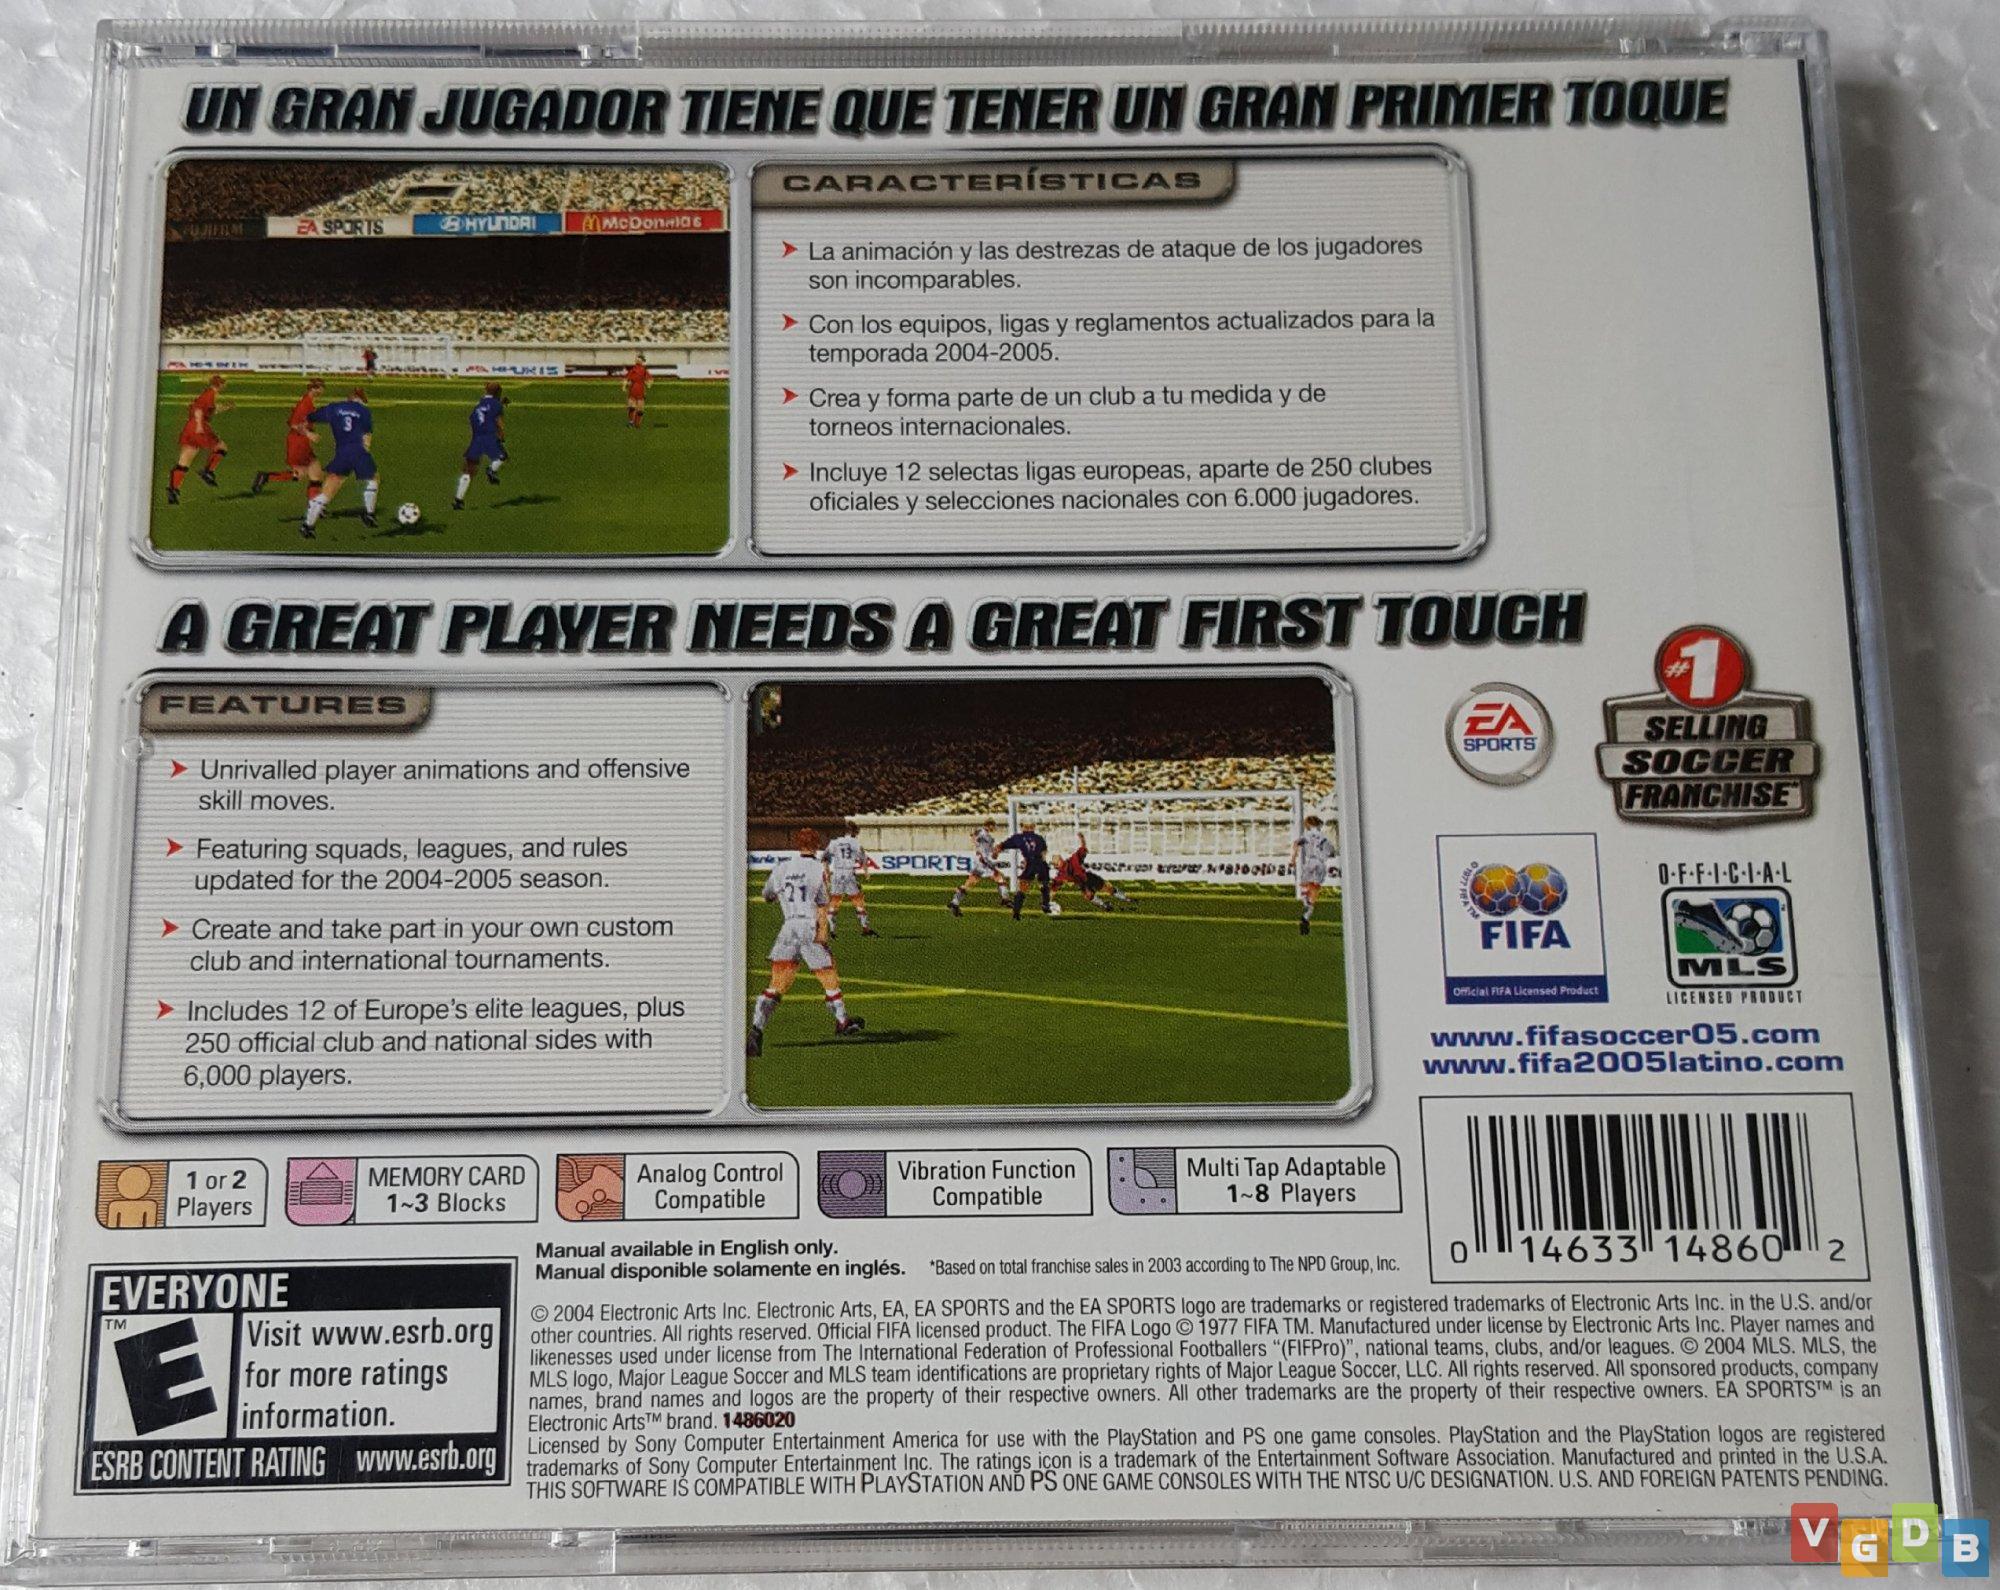 UN GRAN JUGADOR TIENE QUE TENER UN GRAN PRIMER TOQUE
FUJIFILM
EA SPORTS
HYUNDAI
McDonald's
CARACTERÍSTICAS
La animación y las destrezas de ataque de los jugadores
son incomparables.
Con los equipos, ligas y reglamentos actualizados para la
temporada 2004-2005.
Crea y forma parte de un club a tu medida y de
torneos internacionales.
Incluye 12 selectas ligas europeas, aparte de 250 clubes
oficiales y selecciones nacionales con 6.000 jugadores.
A GREAT PLAYER NEEDS A GREAT FIRST TOUCH
FEATURES
Unrivalled player animations and offensive
skill moves.
Featuring squads, leagues, and rules
updated for the 2004-2005 season.
Create and take part in your own custom
club and international tournaments.
Includes 12 of Europe's elite leagues, plus
250 official club and national sides with
6,000 players.
21
13
EA SPORTS
EA
SPORTS
#1
SELLING
SOCCER
FRANCHISE*
©1977 FIFA TM
FIFA
Official FIFA Licensed Product
O·F·F·I·C·I·A·L
MLS
LICENSED PRODUCT
www.fifasoccer05.com
www.fifa2005latino.com
1 or 2
Players
MEMORY CARD
1~3 Blocks
Analog Control
Compatible
Vibration Function
Compatible
Multi Tap Adaptable
1~8 Players
0 14633 14860 2
Manual available in English only.
Manual disponible solamente en inglés. *Based on total franchise sales in 2003 according to The NPD Group, Inc.
EVERYONE
TM
E
Visit www.esrb.org
for more ratings
information.
ESRB CONTENT RATING www.esrb.org
© 2004 Electronic Arts Inc. Electronic Arts, EA, EA SPORTS and the EA SPORTS logo are trademarks or registered trademarks of Electronic Arts Inc. in the U.S. and/or
other countries. All rights reserved. Official FIFA licensed product. The FIFA Logo © 1977 FIFA TM. Manufactured under license by Electronic Arts Inc. Player names and
likenesses used under license from The International Federation of Professional Footballers "(FIFPro)", national teams, clubs, and/or leagues. © 2004 MLS. MLS, the
MLS logo, Major League Soccer and MLS team identifications are proprietary rights of Major League Soccer, LLC. All rights reserved. All sponsored products, company
names, brand names and logos are the property of their respective owners. All other trademarks are the property of their respective owners. EA SPORTS™ is an
Electronic Arts™ brand. 1486020
Licensed by Sony Computer Entertainment America for use with the PlayStation and PS one game consoles. PlayStation and the PlayStation logos are registered
trademarks of Sony Computer Entertainment Inc. The ratings icon is a trademark of the Entertainment Software Association. Manufactured and printed in the U.S.A.
THIS SOFTWARE IS COMPATIBLE WITH PLAYSTATION AND PS ONE GAME CONSOLES WITH THE NTSC U/C DESIGNATION. U.S. AND FOREIGN PATENTS PENDING.
VGDB